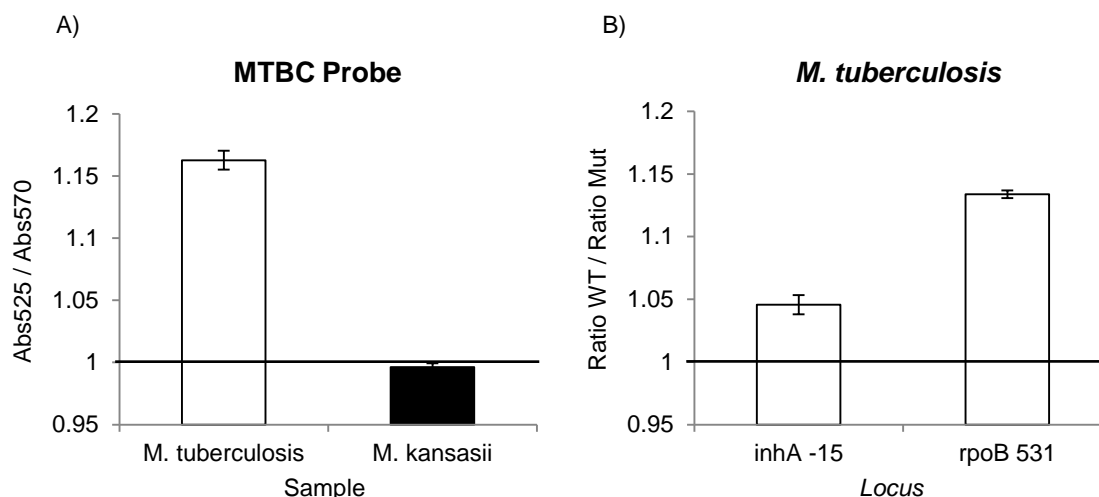 A)
MTBC Probe
Abs525 / Abs570
1.2
1.15
1.1
1.05
1
0.95
M. tuberculosis
M. kansasii
Sample
B)
M. tuberculosis
Ratio WT / Ratio Mut
1.2
1.15
1.1
1.05
1
0.95
inhA -15
rpoB 531
Locus